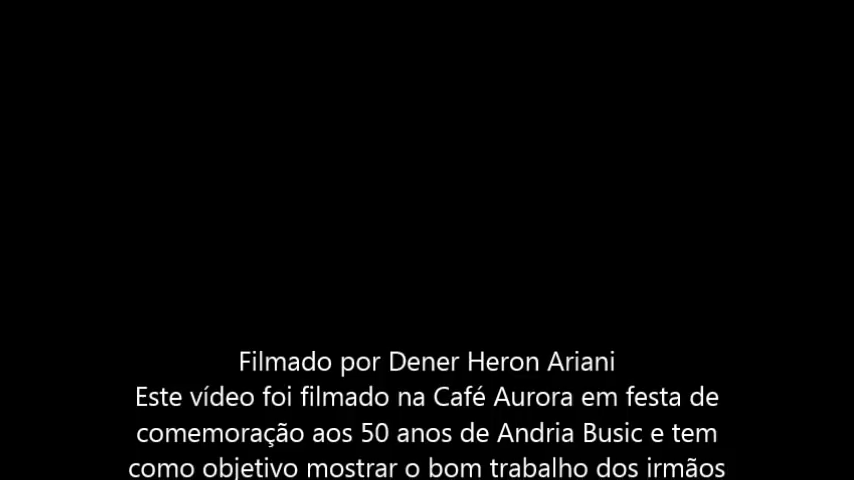 Filmado por Dener Heron Ariani
Este vídeo foi filmado na Café Aurora em festa de
comemoração aos 50 anos de Andria Busic e tem
como objetivo mostrar o bom trabalho dos irmãos